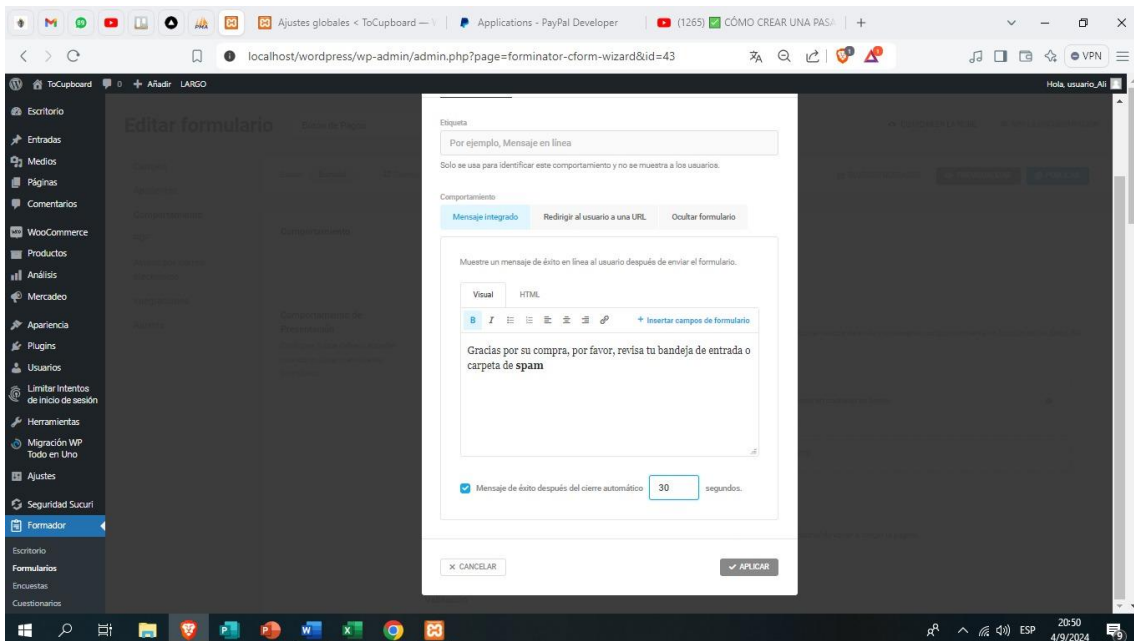 Ajustes globales < ToCupboard — W
Applications - PayPal Developer
(1265) ✅ CÓMO CREAR UNA PASA
localhost/wordpress/wp-admin/admin.php?page=forminator-cform-wizard&id=43
VPN
ToCupboard 0 + Añadir LARGO
Hola, usuario_Ali
Escritorio
Entradas
Medios
Páginas
Comentarios
WooCommerce
Productos
Análisis
Mercadeo
Apariencia
Plugins
Usuarios
Limitar Intentos
de inicio de sesión
Herramientas
Migración WP
Todo en Uno
Ajustes
Seguridad Sucuri
Formador
Escritorio
Formularios
Encuestas
Cuestionarios
Editar formulario
Etiqueta
Por ejemplo, Mensaje en línea
Solo se usa para identificar este comportamiento y no se muestra a los usuarios.
Comportamiento
Mensaje integrado Redirigir al usuario a una URL Ocultar formulario
Muestre un mensaje de éxito en línea al usuario después de enviar el formulario.
Visual HTML
B I + Insertar campos de formulario
Gracias por su compra, por favor, revisa tu bandeja de entrada o
carpeta de spam
Mensaje de éxito después del cierre automático 30 segundos.
× CANCELAR ✓ APLICAR
ESP
20:50
4/9/2024